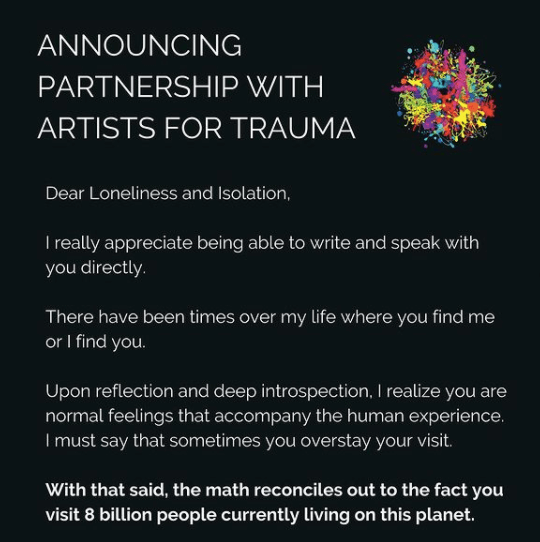 ANNOUNCING
PARTNERSHIP WITH
ARTISTS FOR TRAUMA
Dear Loneliness and Isolation,
I really appreciate being able to write and speak with
you directly.
There have been times over my life where you find me
or I find you.
Upon reflection and deep introspection, I realize you are
normal feelings that accompany the human experience.
I must say that sometimes you overstay your visit.
With that said, the math reconciles out to the fact you
visit 8 billion people currently living on this planet.